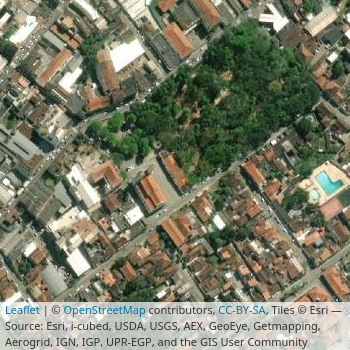 Leaflet | © OpenStreetMap contributors, CC-BY-SA, Tiles © Esri —
Source: Esri, i-cubed, USDA, USGS, AEX, GeoEye, Getmapping,
Aerogrid, IGN, IGP, UPR-EGP, and the GIS User Community